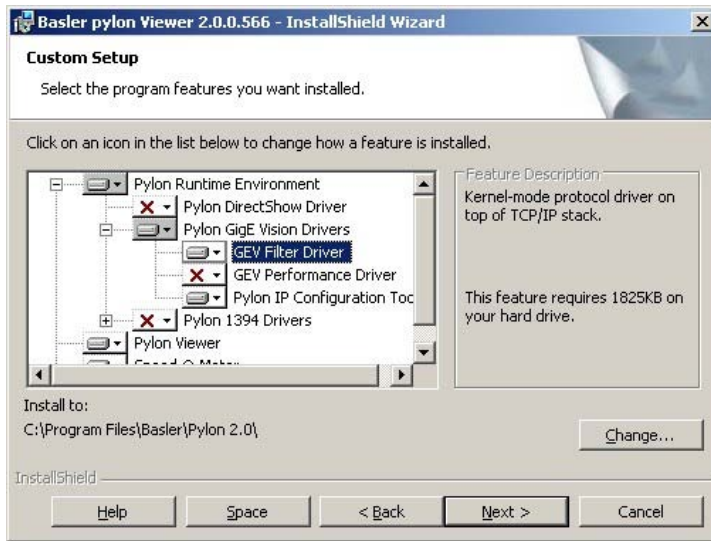 Basler pylon Viewer 2.0.0.566 - InstallShield Wizard
Custom Setup
Select the program features you want installed.
Click on an icon in the list below to change how a feature is installed.
Pylon Runtime Environment
Pylon DirectShow Driver
Pylon GigE Vision Drivers
GEV Filter Driver
GEV Performance Driver
Pylon IP Configuration Too
Pylon 1394 Drivers
Pylon Viewer
Feature Description
Kernel-mode protocol driver on
top of TCP/IP stack.
This feature requires 1825KB on
your hard drive.
Install to:
C:\Program Files\Basler\Pylon 2.0\
Change...
InstallShield
Help
Space
< Back
Next >
Cancel